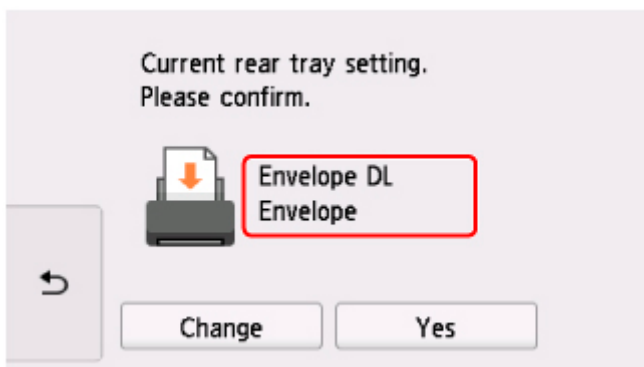 Current rear tray setting.
Please confirm.
Envelope DL
Envelope
Change
Yes